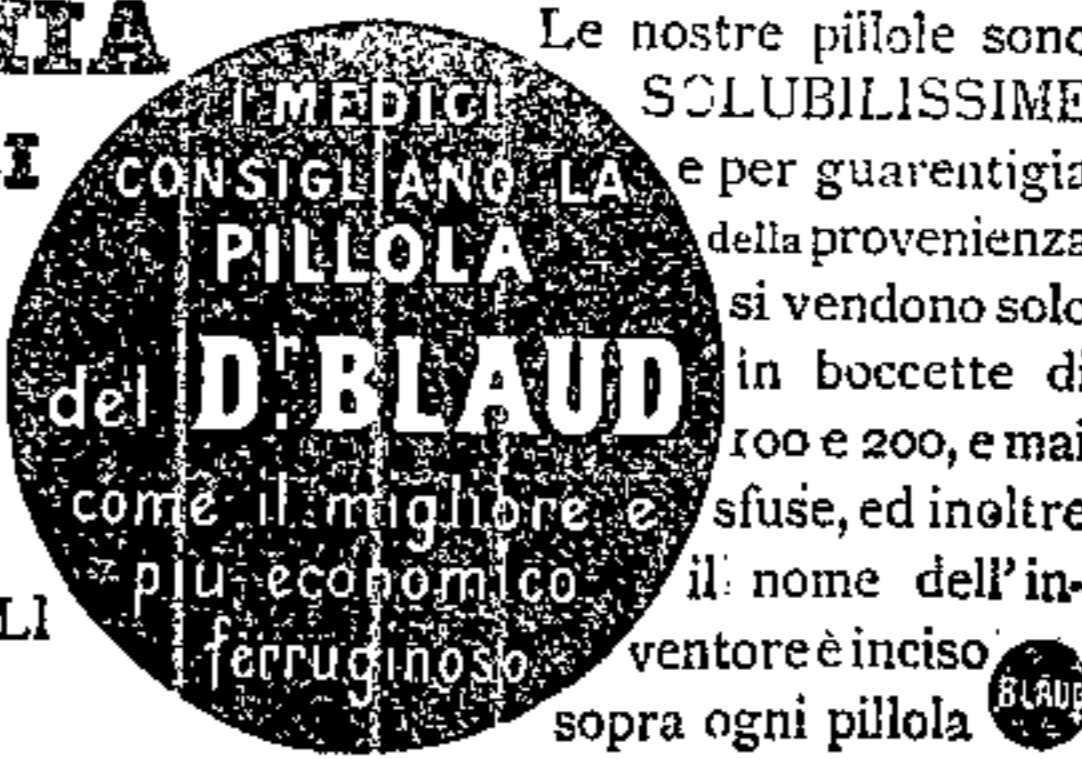 I MEDICI
CONSIGLIANO LA
PILLOLA
del Dr. BLAUD
come il migliore e
più economico
ferruginoso
Le nostre pillole sono
SOLUBILISSIME
e per guarentigia
della provenienza
si vendono solo
in boccette di
100 e 200, e mai
sfuse, ed inoltre
il nome dell'in-
ventore è inciso
sopra ogni pillola
BLAUD